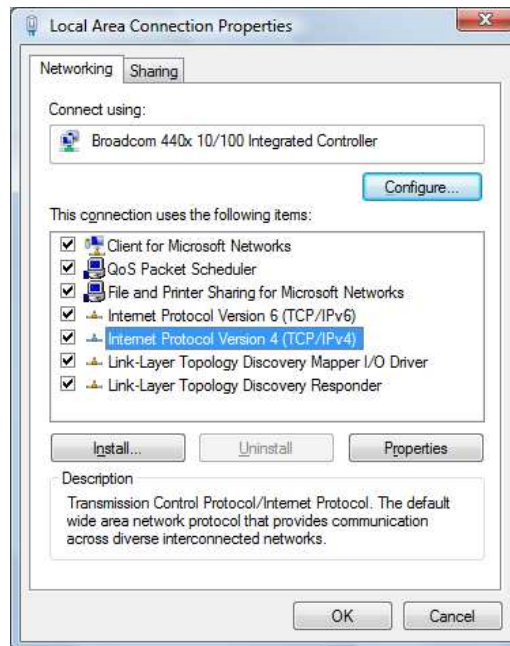 Local Area Connection Properties
Networking
Sharing
Connect using:
Broadcom 440x 10/100 Integrated Controller
Configure...
This connection uses the following items:
Client for Microsoft Networks
QoS Packet Scheduler
File and Printer Sharing for Microsoft Networks
Internet Protocol Version 6 (TCP/IPv6)
Internet Protocol Version 4 (TCP/IPv4)
Link-Layer Topology Discovery Mapper I/O Driver
Link-Layer Topology Discovery Responder
Install...
Uninstall
Properties
Description
Transmission Control Protocol/Internet Protocol. The default
wide area network protocol that provides communication
across diverse interconnected networks.
OK
Cancel